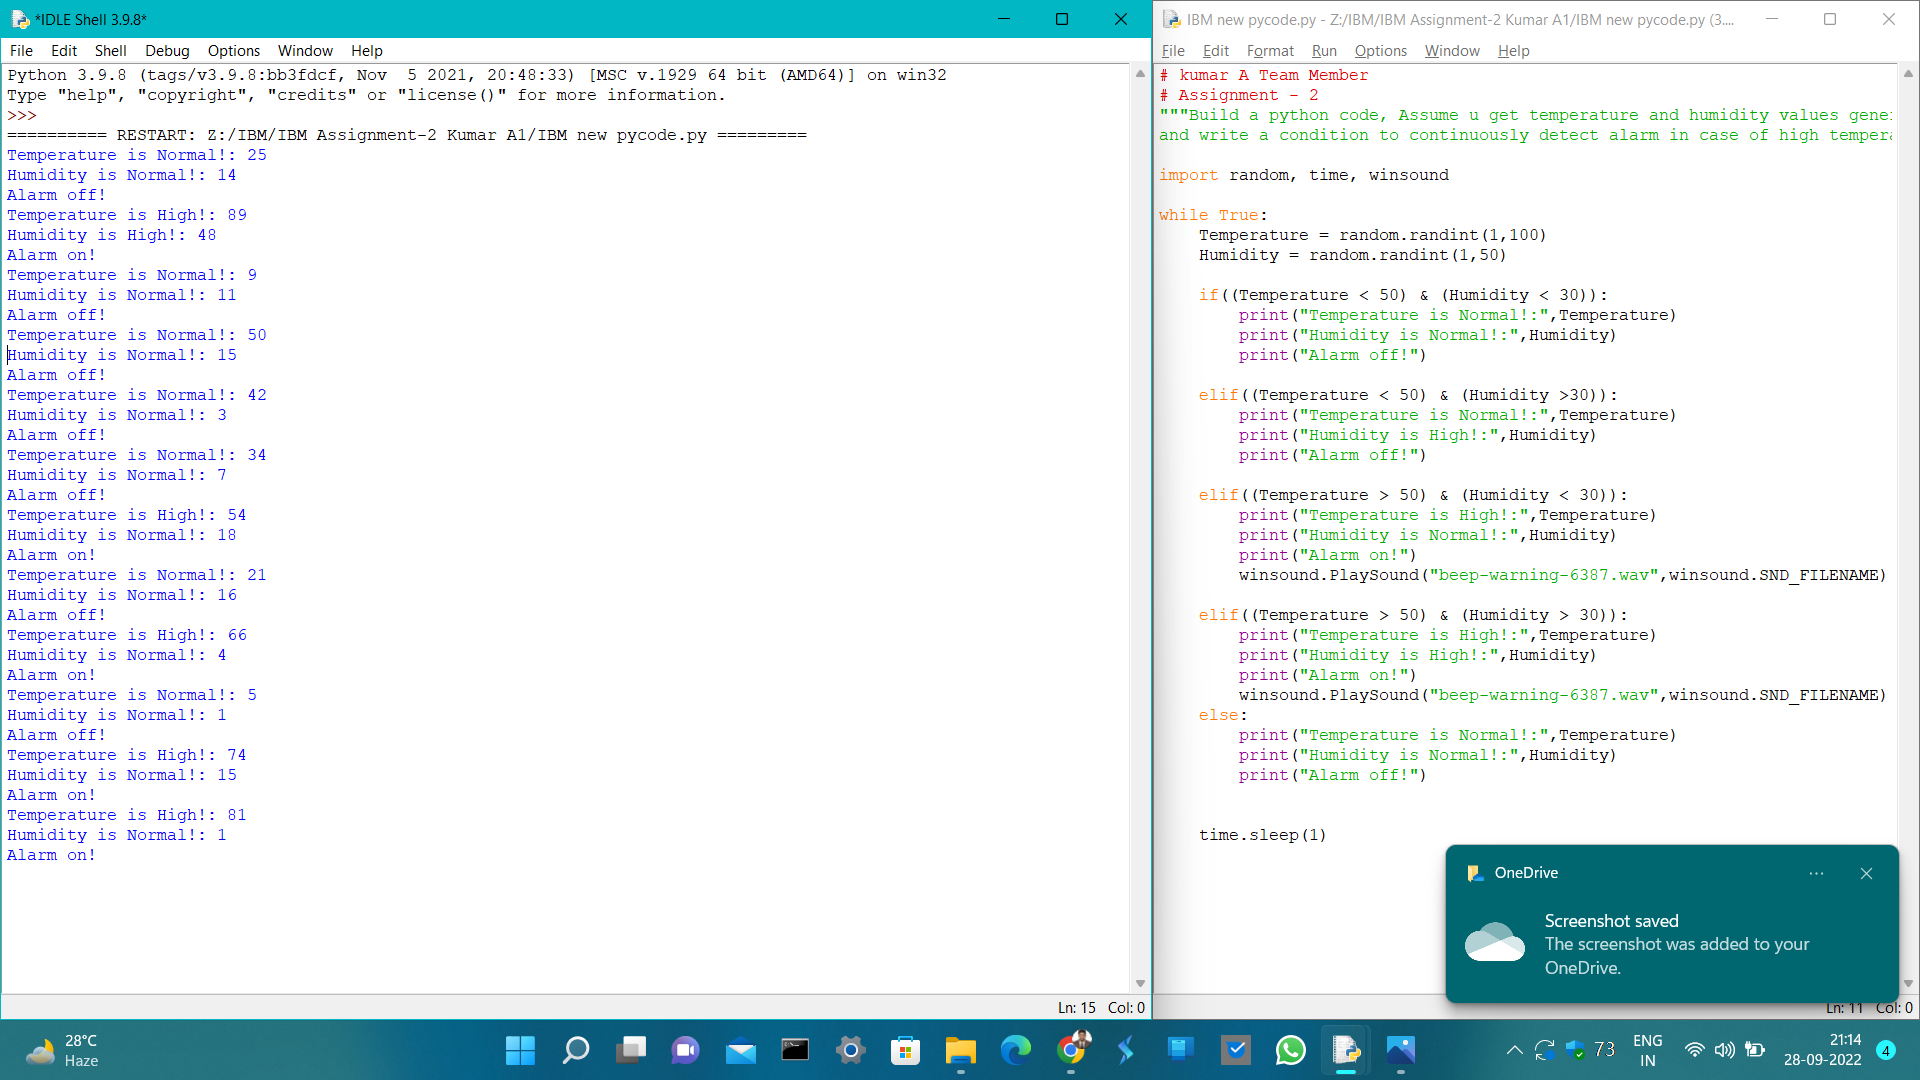 *IDLE Shell 3.9.8*
File Edit Shell Debug Options Window Help
Python 3.9.8 (tags/v3.9.8:bb3fdcf, Nov  5 2021, 20:48:33) [MSC v.1929 64 bit (AMD64)] on win32
Type "help", "copyright", "credits" or "license()" for more information.
>>>
========== RESTART: Z:/IBM/IBM Assignment-2 Kumar A1/IBM new pycode.py =========
Temperature is Normal!: 25
Humidity is Normal!: 14
Alarm off!
Temperature is High!: 89
Humidity is High!: 48
Alarm on!
Temperature is Normal!: 9
Humidity is Normal!: 11
Alarm off!
Temperature is Normal!: 50
Humidity is Normal!: 15
Alarm off!
Temperature is Normal!: 42
Humidity is Normal!: 3
Alarm off!
Temperature is Normal!: 34
Humidity is Normal!: 7
Alarm off!
Temperature is High!: 54
Humidity is Normal!: 18
Alarm on!
Temperature is Normal!: 21
Humidity is Normal!: 16
Alarm off!
Temperature is High!: 66
Humidity is Normal!: 4
Alarm on!
Temperature is Normal!: 5
Humidity is Normal!: 1
Alarm off!
Temperature is High!: 74
Humidity is Normal!: 15
Alarm on!
Temperature is High!: 81
Humidity is Normal!: 1
Alarm on!
Ln: 15 Col: 0
IBM new pycode.py - Z:/IBM/IBM Assignment-2 Kumar A1/IBM new pycode.py (3....
File Edit Format Run Options Window Help
# kumar A Team Member
# Assignment - 2
"""Build a python code, Assume u get temperature and humidity values gene
and write a condition to continuously detect alarm in case of high tempera
import random, time, winsound
while True:
    Temperature = random.randint(1,100)
    Humidity = random.randint(1,50)
    if((Temperature < 50) & (Humidity < 30)):
        print("Temperature is Normal!:",Temperature)
        print("Humidity is Normal!:",Humidity)
        print("Alarm off!")
    elif((Temperature < 50) & (Humidity >30)):
        print("Temperature is Normal!:",Temperature)
        print("Humidity is High!:",Humidity)
        print("Alarm off!")
    elif((Temperature > 50) & (Humidity < 30)):
        print("Temperature is High!:",Temperature)
        print("Humidity is Normal!:",Humidity)
        print("Alarm on!")
        winsound.PlaySound("beep-warning-6387.wav",winsound.SND_FILENAME)
    elif((Temperature > 50) & (Humidity > 30)):
        print("Temperature is High!:",Temperature)
        print("Humidity is High!:",Humidity)
        print("Alarm on!")
        winsound.PlaySound("beep-warning-6387.wav",winsound.SND_FILENAME)
    else:
        print("Temperature is Normal!:",Temperature)
        print("Humidity is Normal!:",Humidity)
        print("Alarm off!")
    time.sleep(1)
OneDrive
Screenshot saved
The screenshot was added to your
OneDrive.
Ln: 11 Col: 0
28°C
Haze
73
ENG
IN
21:14
28-09-2022
4